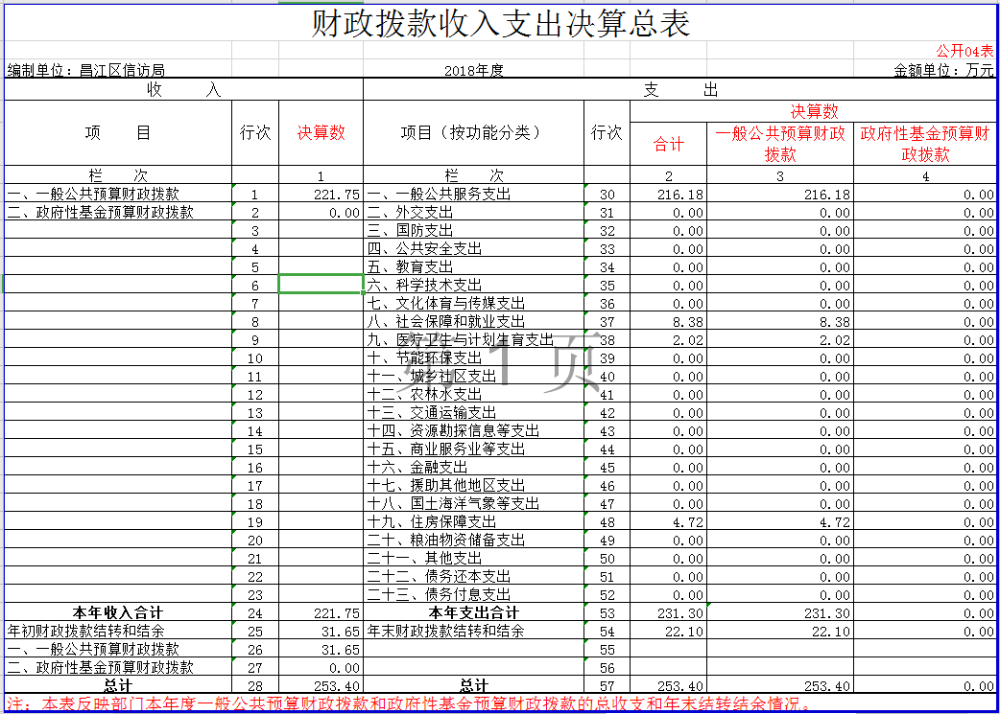 财政拨款收入支出决算总表
公开04表
编制单位：昌江区信访局 2018年度 金额单位：万元
收 入 支 出
项 目 行次 决算数 项目（按功能分类） 行次 决算数
合计 一般公共预算财政拨款 政府性基金预算财政拨款
栏 次 1 栏 次 2 3 4
一、一般公共预算财政拨款 1 221.75 一、一般公共服务支出 30 216.18 216.18 0.00
二、政府性基金预算财政拨款 2 0.00 二、外交支出 31 0.00 0.00 0.00
3 三、国防支出 32 0.00 0.00 0.00
4 四、公共安全支出 33 0.00 0.00 0.00
5 五、教育支出 34 0.00 0.00 0.00
6 六、科学技术支出 35 0.00 0.00 0.00
7 七、文化体育与传媒支出 36 0.00 0.00 0.00
8 八、社会保障和就业支出 37 8.38 8.38 0.00
9 九、医疗卫生与计划生育支出 38 2.02 2.02 0.00
10 十、节能环保支出 39 0.00 0.00 0.00
11 十一、城乡社区支出 40 0.00 0.00 0.00
12 十二、农林水支出 41 0.00 0.00 0.00
13 十三、交通运输支出 42 0.00 0.00 0.00
14 十四、资源勘探信息等支出 43 0.00 0.00 0.00
15 十五、商业服务业等支出 44 0.00 0.00 0.00
16 十六、金融支出 45 0.00 0.00 0.00
17 十七、援助其他地区支出 46 0.00 0.00 0.00
18 十八、国土海洋气象等支出 47 0.00 0.00 0.00
19 十九、住房保障支出 48 4.72 4.72 0.00
20 二十、粮油物资储备支出 49 0.00 0.00 0.00
21 二十一、其他支出 50 0.00 0.00 0.00
22 二十二、债务还本支出 51 0.00 0.00 0.00
23 二十三、债务付息支出 52 0.00 0.00 0.00
本年收入合计 24 221.75 本年支出合计 53 231.30 231.30 0.00
年初财政拨款结转和结余 25 31.65 年末财政拨款结转和结余 54 22.10 22.10 0.00
一、一般公共预算财政拨款 26 31.65 55
二、政府性基金预算财政拨款 27 0.00 56
总计 28 253.40 总计 57 253.40 253.40 0.00
注：本表反映部门本年度一般公共预算财政拨款和政府性基金预算财政拨款的总收支和年末结转结余情况。
第 1 页